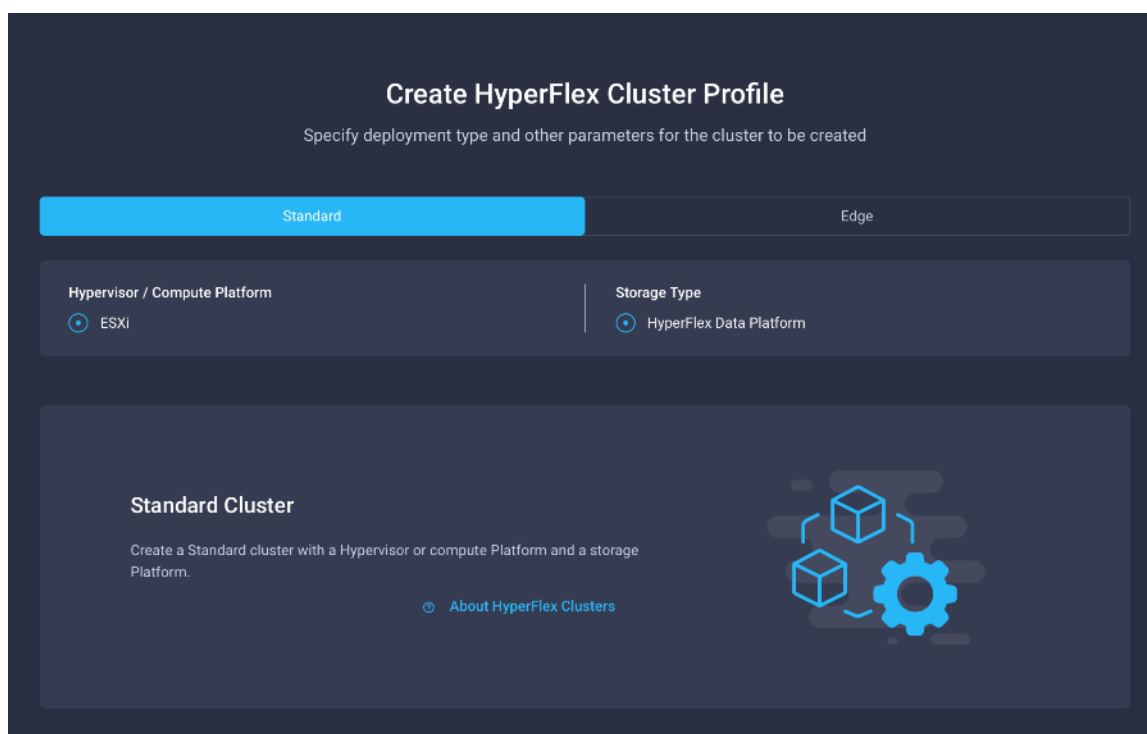 Create HyperFlex Cluster Profile
Specify deployment type and other parameters for the cluster to be created
Standard
Edge
Hypervisor / Compute Platform
ESXi
Storage Type
HyperFlex Data Platform
Standard Cluster
Create a Standard cluster with a Hypervisor or compute Platform and a storage
Platform.
About HyperFlex Clusters